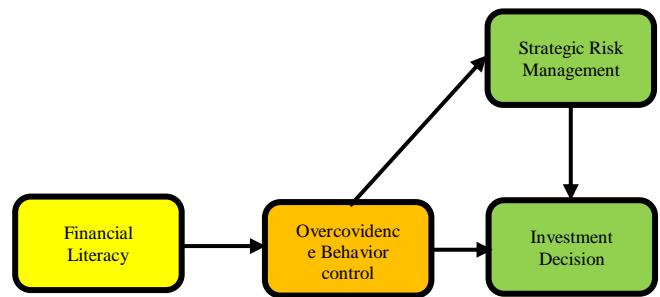 Strategic Risk
Management
Financial
Literacy
Overcovidenc
e Behavior
control
Investment
Decision